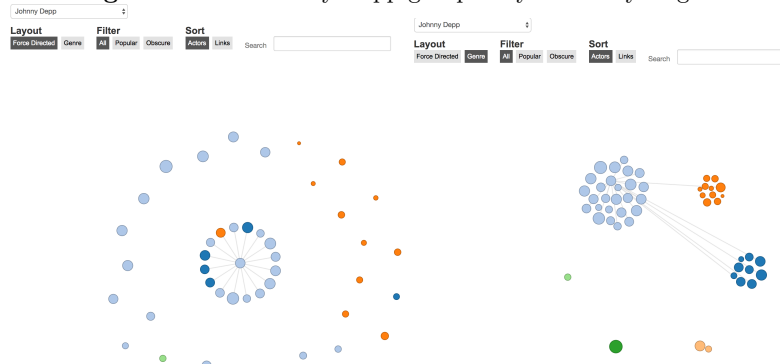 Johnny Depp
Layout Filter Sort
Force Directed Genre All Popular Obscure Actors Links Search
Johnny Depp
Layout Filter Sort
Force Directed Genre All Popular Obscure Actors Links Search